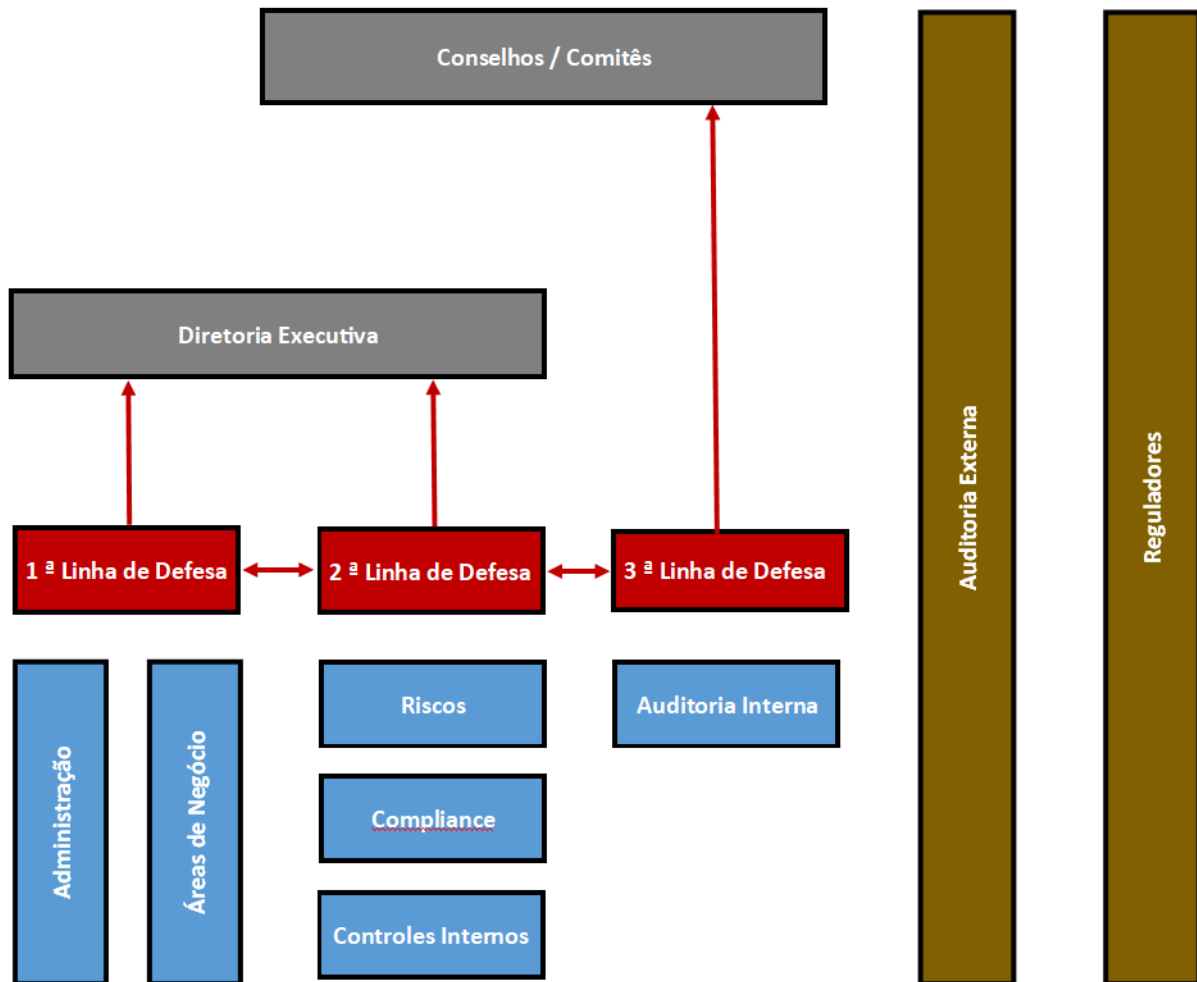 Conselhos / Comitês
Diretoria Executiva
1 ª Linha de Defesa
2 ª Linha de Defesa
3 ª Linha de Defesa
Administração
Áreas de Negócio
Riscos
Compliance
Controles Internos
Auditoria Interna
Auditoria Externa
Reguladores